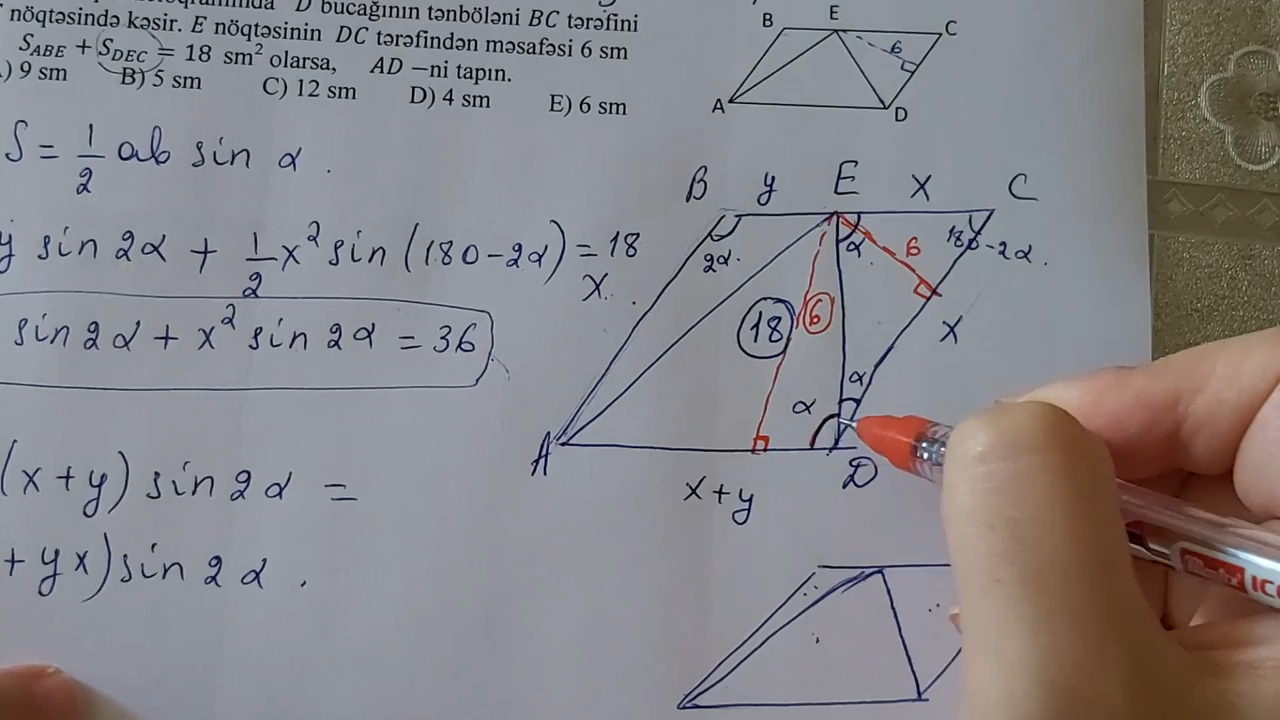 D bucağının tənböləni BC tərəfini
nöqtəsində kəsir. E nöqtəsinin DC tərəfindən məsafəsi 6 sm
S_ABE + S_DEC = 18 sm² olarsa, AD –ni tapın.
) 9 sm B) 5 sm C) 12 sm D) 4 sm E) 6 sm
B E C
6
A D
S = 1/2 ab sin α .
y sin 2α + 1/2 x² sin (180-2α) = 18
x .
sin 2α + x² sin 2α = 36
(x+y) sin 2α =
+ yx) sin 2α .
B y E x C
2α . α 6 180-2α .
18 6 x
α α
A D
x+y